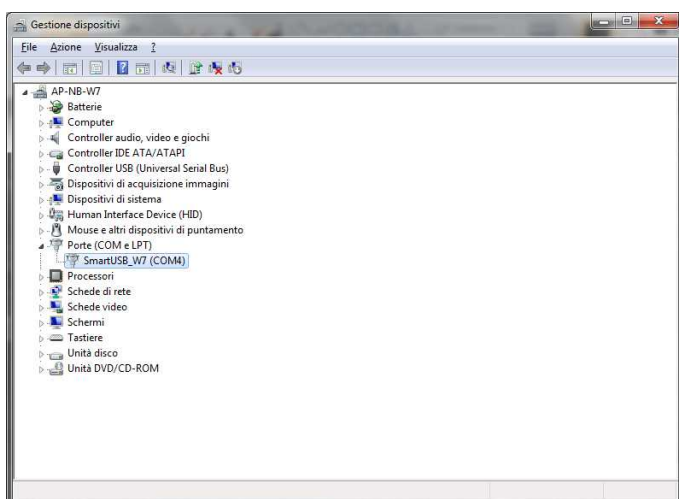 Gestione dispositivi
File Azione Visualizza ?
AP-NB-W7
Batterie
Computer
Controller audio, video e giochi
Controller IDE ATA/ATAPI
Controller USB (Universal Serial Bus)
Dispositivi di acquisizione immagini
Dispositivi di sistema
Human Interface Device (HID)
Mouse e altri dispositivi di puntamento
Porte (COM e LPT)
SmartUSB_W7 (COM4)
Processori
Schede di rete
Schede video
Schermi
Tastiere
Unità disco
Unità DVD/CD-ROM